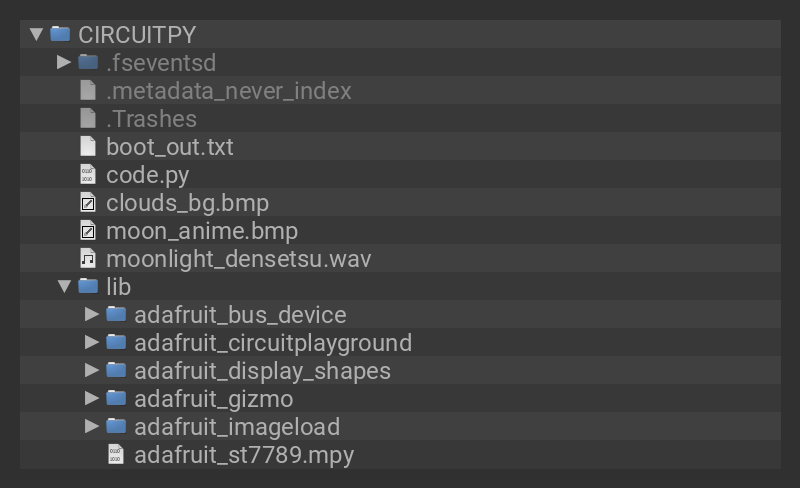 CIRCUITPY
.fseventsd
.metadata_never_index
.Trashes
boot_out.txt
code.py
clouds_bg.bmp
moon_anime.bmp
moonlight_densetsu.wav
lib
adafruit_bus_device
adafruit_circuitplayground
adafruit_display_shapes
adafruit_gizmo
adafruit_imageload
adafruit_st7789.mpy